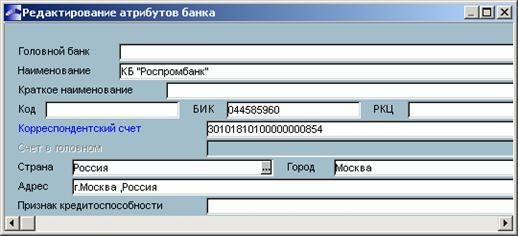 Редактирование атрибутов банка
Головной банк
Наименование КБ "Роспромбанк"
Краткое наименование
Код БИК 044585960 РКЦ
Корреспондентский счет 30101810100000000854
Счет в головном
Страна Россия ... Город Москва
Адрес г.Москва ,Россия
Признак кредитоспособности